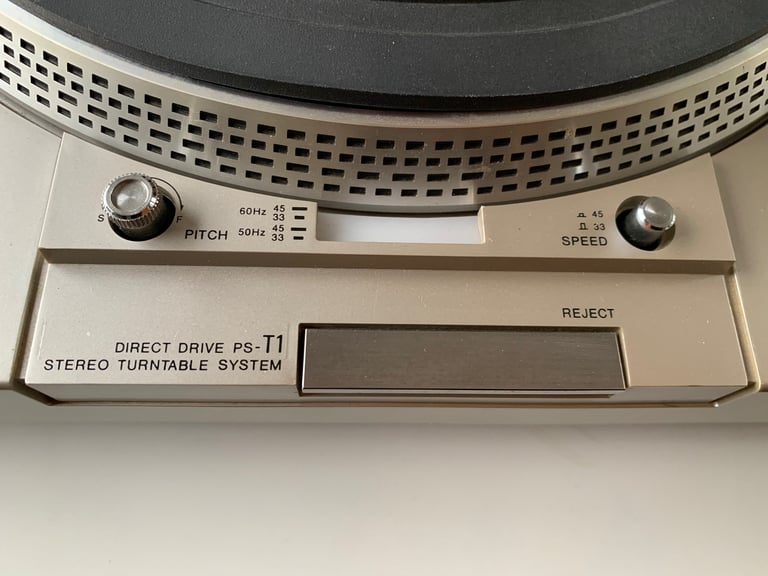 S F
PITCH
60Hz 45
33
50Hz 45
33
45
33
SPEED
REJECT
DIRECT DRIVE PS-T1
STEREO TURNTABLE SYSTEM